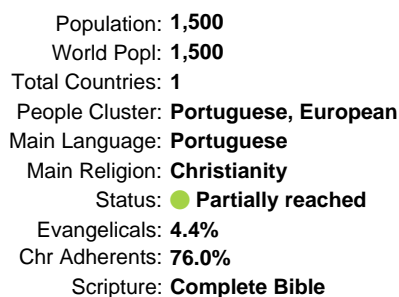 Population: 1,500
World Popl: 1,500
Total Countries: 1
People Cluster: Portuguese, European
Main Language: Portuguese
Main Religion: Christianity
Status: Partially reached
Evangelicals: 4.4%
Chr Adherents: 76.0%
Scripture: Complete Bible